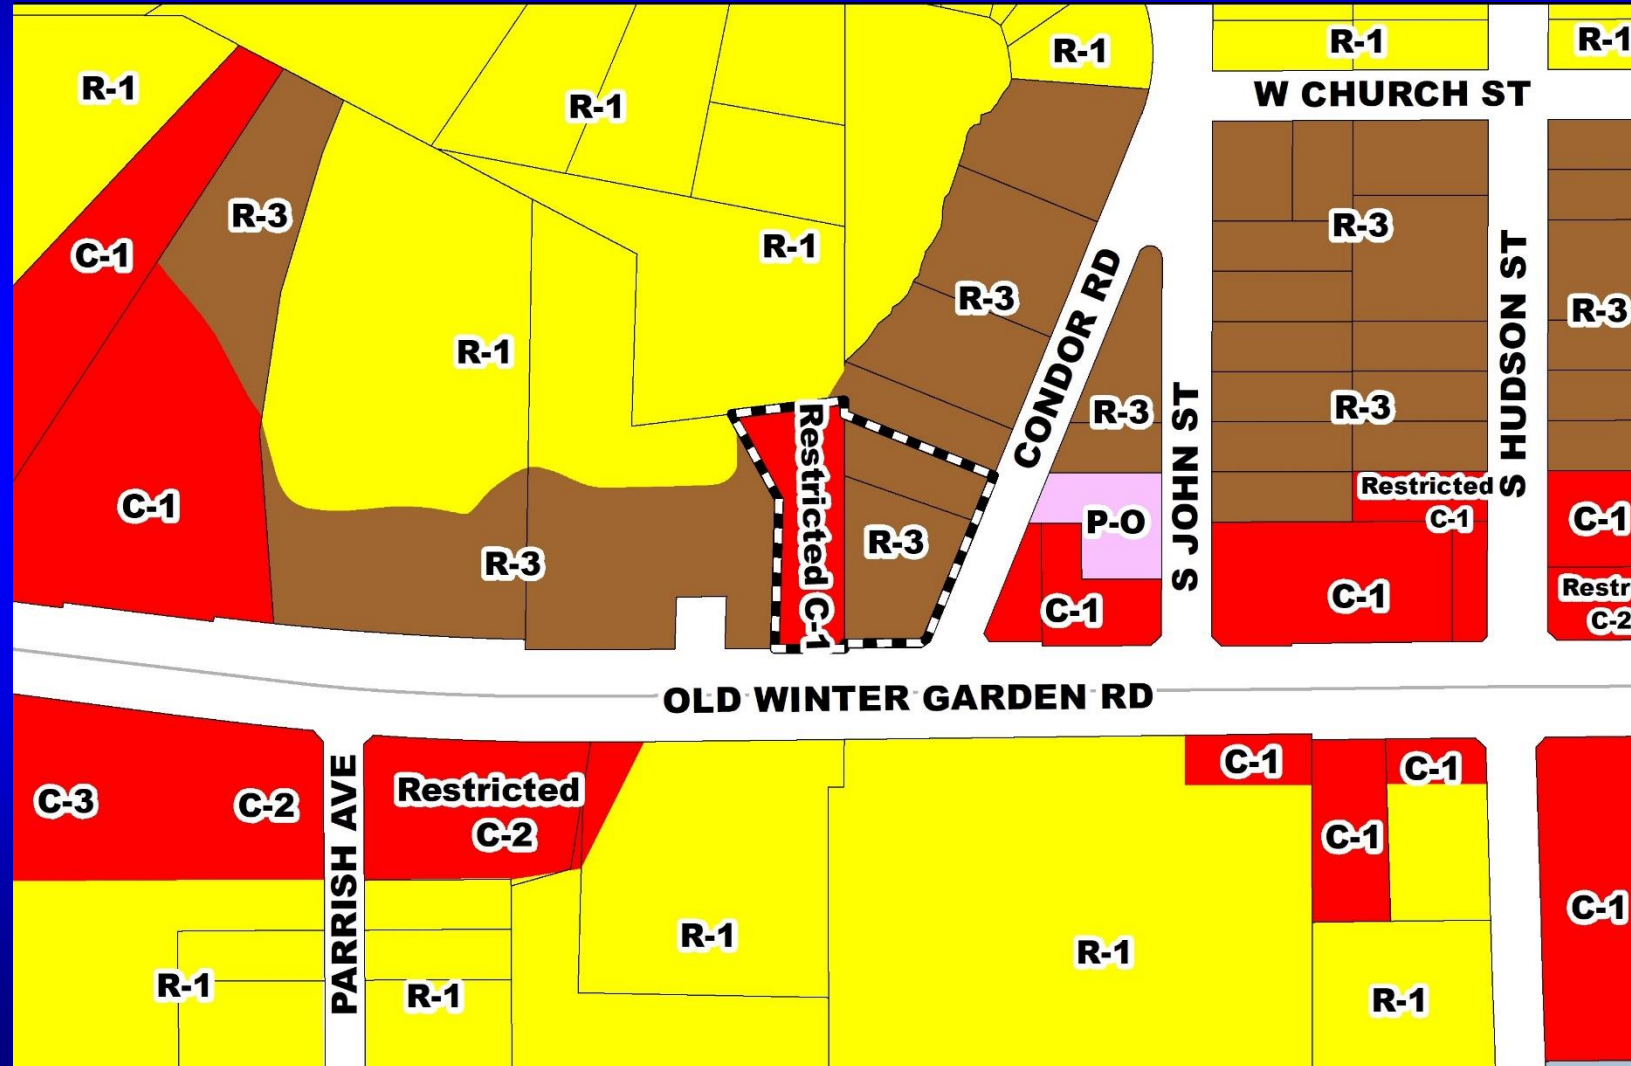 R-1
R-1
R-1
W CHURCH ST
R-1
R-1
R-3
C-1
R-1
R-3
R-3
S HUDSON ST
R-3
CONDOR RD
R-1
R-3
S JOHN ST
R-3
C-1
Restricted C-1
R-3
R-3
P-O
Restricted
C-1
C-1
C-1
C-1
Restr
C-2
OLD WINTER GARDEN RD
C-3
C-2
PARRISH AVE
Restricted
C-2
C-1
C-1
C-1
C-1
R-1
R-1
R-1
R-1
R-1